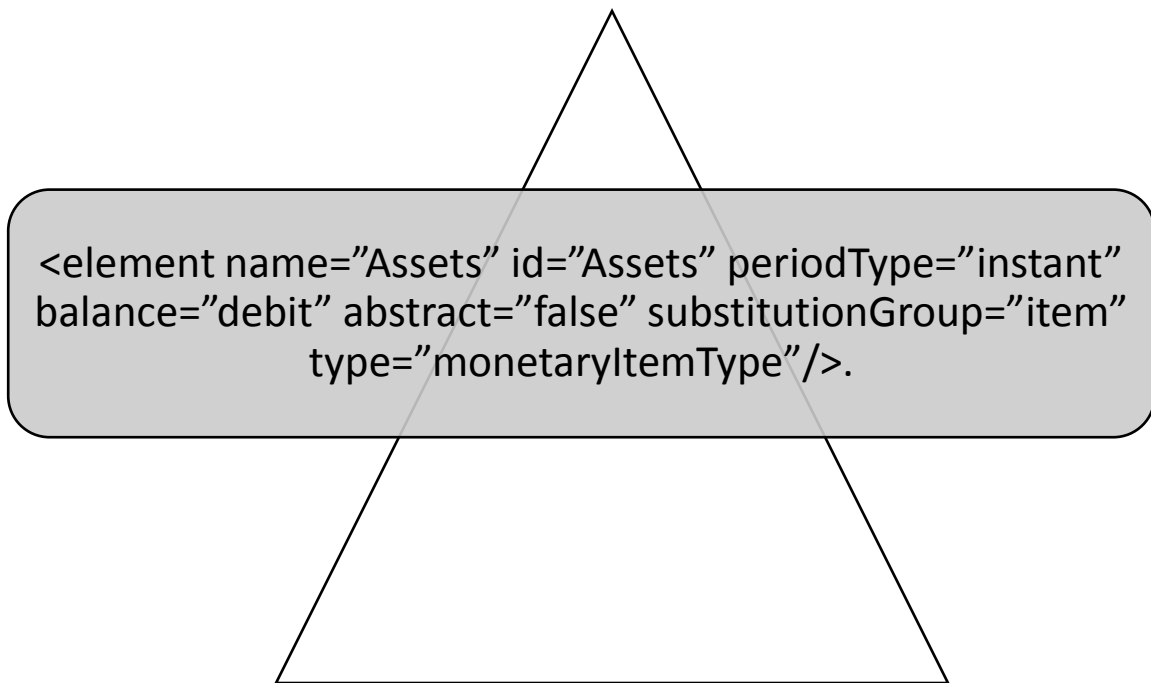 <element name=”Assets” id=”Assets” periodType=”instant”
balance=”debit” abstract=”false” substitutionGroup=”item”
type=”monetaryItemType”/>.